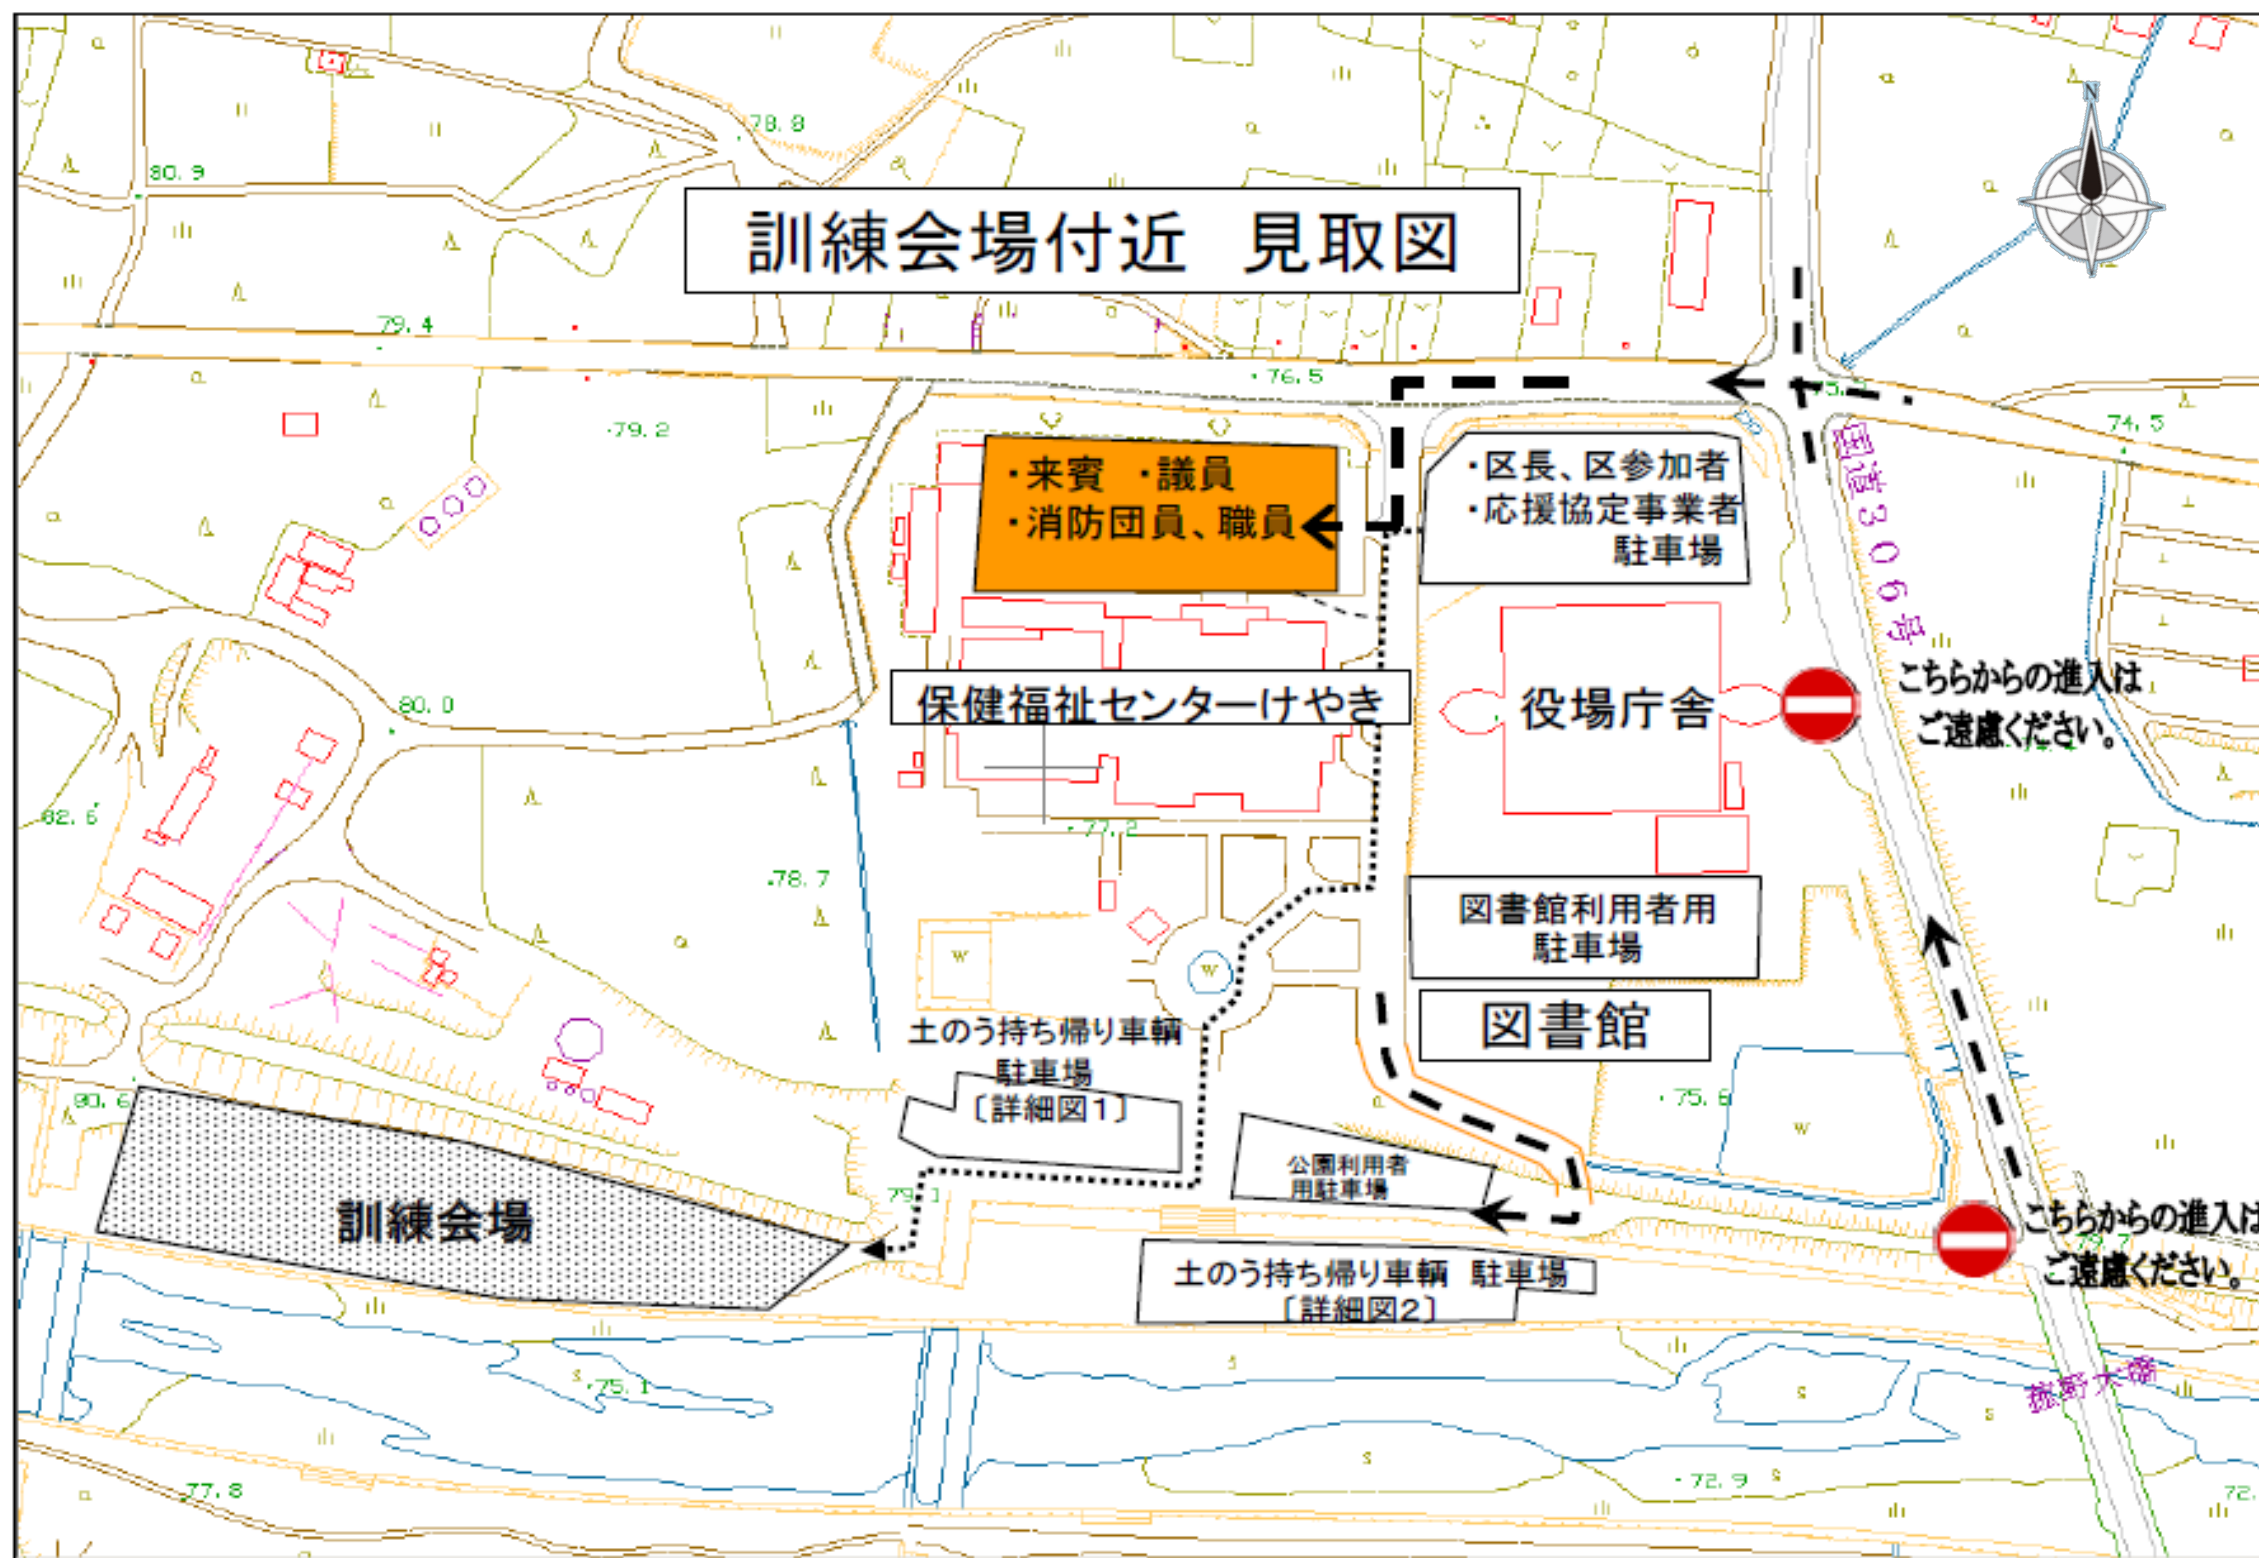 N
78.8
80.9
訓練会場付近 見取図
79.4
76.5
74.5
79.2
・来賓 ・議員
・消防団員、職員
・区長、区参加者
・応援協定事業者
駐車場
国道306号
こちらからの進入は
ご遠慮ください。
80.0
保健福祉センターけやき
役場庁舎
82.6
77.2
78.7
図書館利用者用
駐車場
図書館
土のう持ち帰り車輌
駐車場
〔詳細図1〕
75.6
80.6
公園利用者
用駐車場
79.1
訓練会場
こちらからの進入は
ご遠慮ください。
79.7
土のう持ち帰り車輌 駐車場
〔詳細図2〕
75.1
72.9
77.8
72.